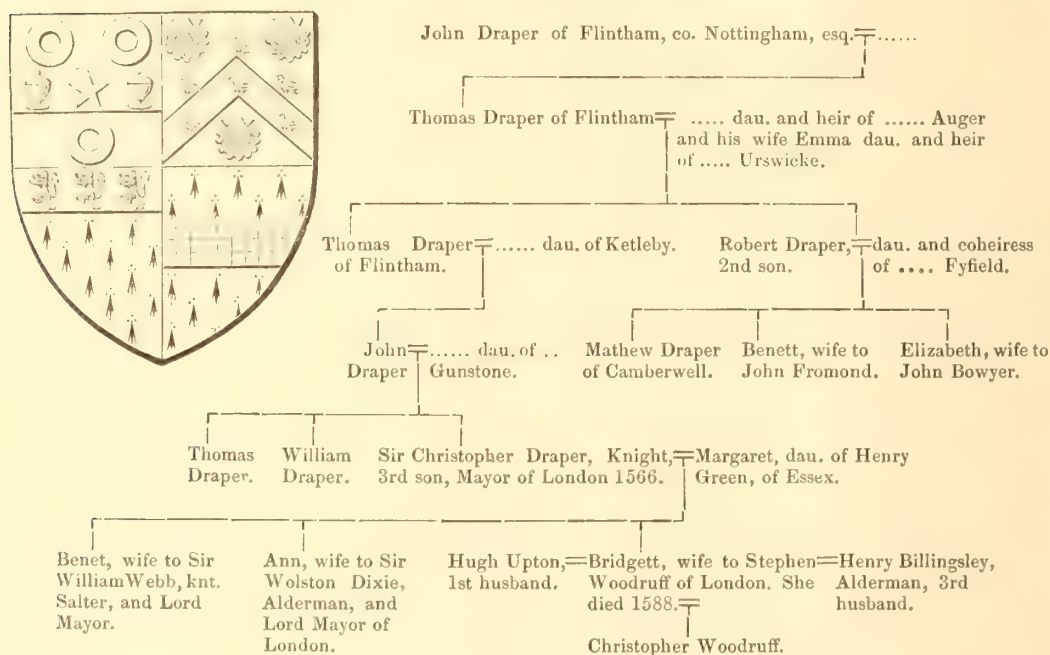 John Draper of Flintham, co. Nottingham, esq.=......
Thomas Draper of Flintham= ..... dau. and heir of ...... Auger
and his wife Emma dau. and heir
of ..... Urswicke.
Thomas Draper=...... dau. of Ketleby.
of Flintham.
Robert Draper,=dau. and coheiress
2nd son. of .... Fyfield.
John=...... dau. of ..
Draper Gunstone.
Mathew Draper
of Camberwell.
Benett, wife to
John Fromond.
Elizabeth, wife to
John Bowyer.
Thomas
Draper.
William
Draper.
Sir Christopher Draper, Knight,=Margaret, dau. of Henry
3rd son, Mayor of London 1566. Green, of Essex.
Benet, wife to Sir
William Webb, knt.
Salter, and Lord
Mayor.
Ann, wife to Sir
Wolston Dixie,
Alderman, and
Lord Mayor of
London.
Hugh Upton,=Bridgett, wife to Stephen=Henry Billingsley,
1st husband. Woodruff of London. She Alderman, 3rd
died 1588.= husband.
Christopher Woodruff.